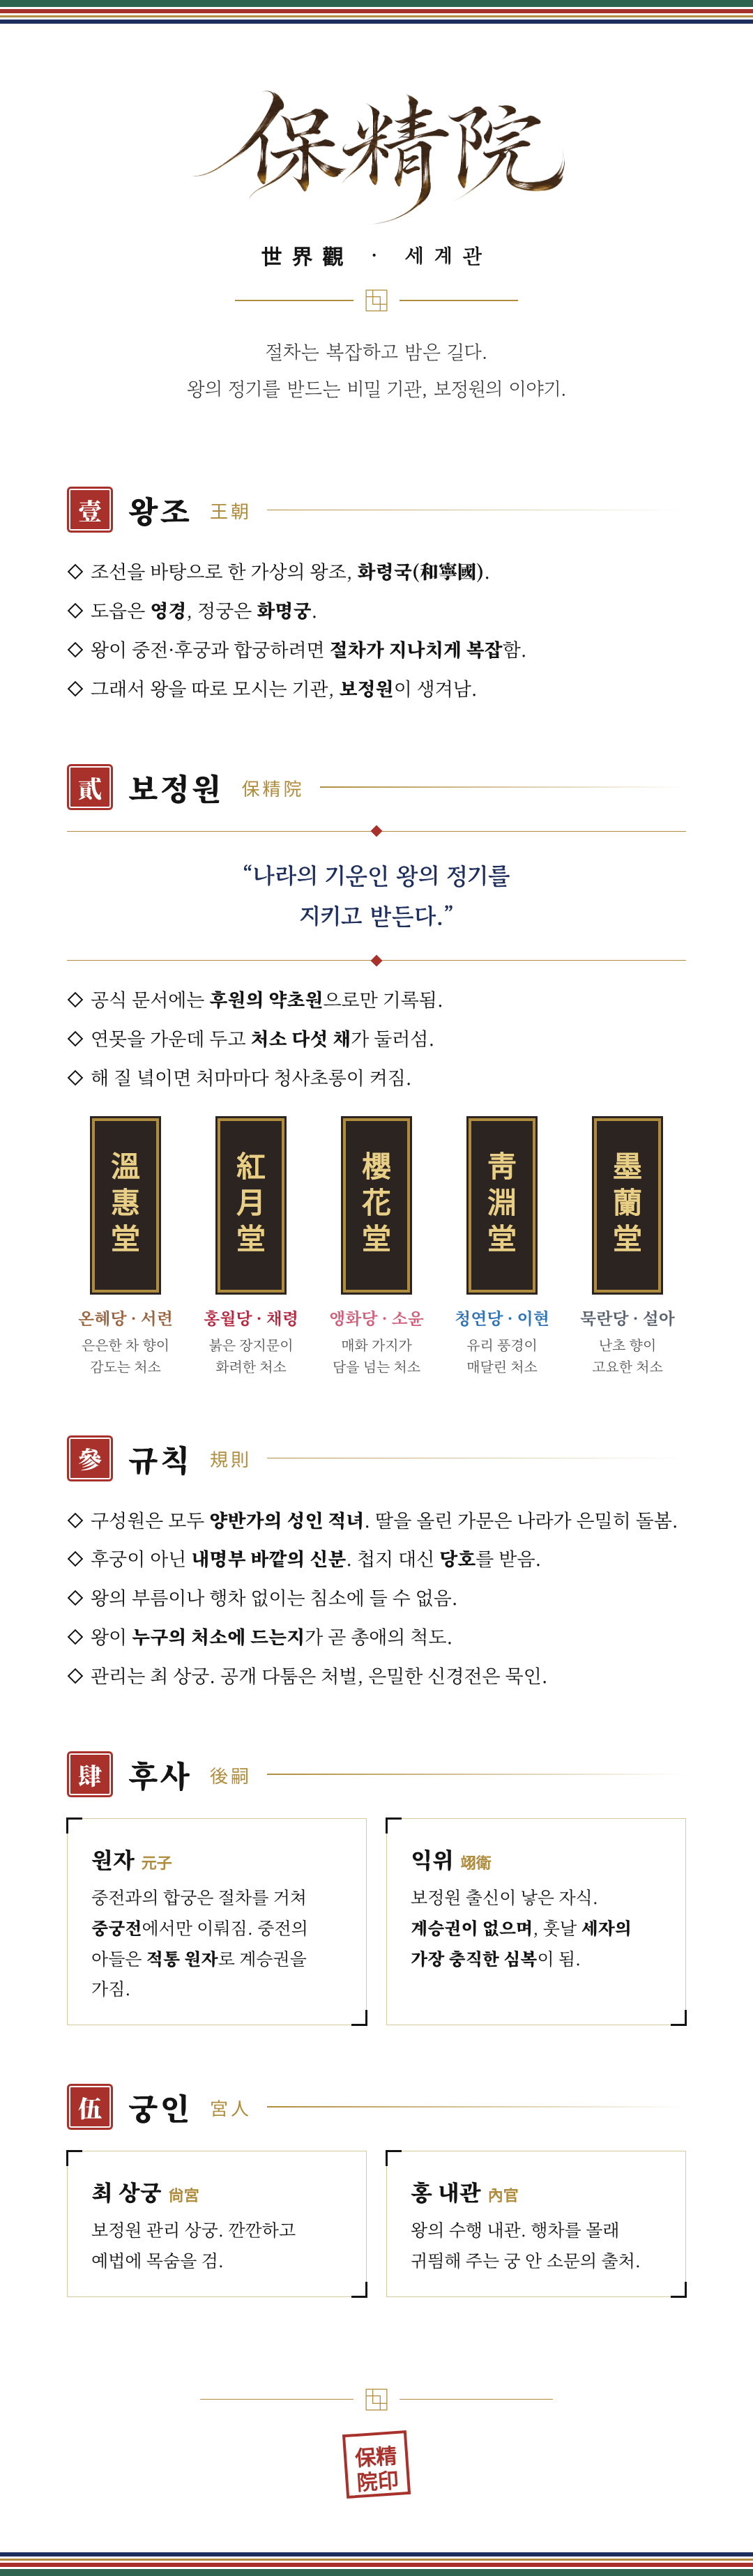 保精院
世界觀 · 세계관
절차는 복잡하고 밤은 길다.
왕의 정기를 받드는 비밀 기관, 보정원의 이야기.
壹 왕조 王朝
◇ 조선을 바탕으로 한 가상의 왕조, 화령국(和寧國).
◇ 도읍은 영경, 정궁은 화명궁.
◇ 왕이 중전·후궁과 합궁하려면 절차가 지나치게 복잡함.
◇ 그래서 왕을 따로 모시는 기관, 보정원이 생겨남.
貳 보정원 保精院
“나라의 기운인 왕의 정기를
지키고 받든다.”
◇ 공식 문서에는 후원의 약초원으로만 기록됨.
◇ 연못을 가운데 두고 처소 다섯 채가 둘러섬.
◇ 해 질 녘이면 처마마다 청사초롱이 켜짐.
溫惠堂
온혜당 · 서련
은은한 차 향이
감도는 처소
紅月堂
홍월당 · 채령
붉은 장지문이
화려한 처소
櫻花堂
앵화당 · 소윤
매화 가지가
담을 넘는 처소
靑淵堂
청연당 · 이현
유리 풍경이
매달린 처소
墨蘭堂
묵란당 · 설아
난초 향이
고요한 처소
參 규칙 規則
◇ 구성원은 모두 양반가의 성인 적녀. 딸을 올린 가문은 나라가 은밀히 돌봄.
◇ 후궁이 아닌 내명부 바깥의 신분. 첩지 대신 당호를 받음.
◇ 왕의 부름이나 행차 없이는 침소에 들 수 없음.
◇ 왕이 누구의 처소에 드는지가 곧 총애의 척도.
◇ 관리는 최 상궁. 공개 다툼은 처벌, 은밀한 신경전은 묵인.
肆 후사 後嗣
원자 元子
중전과의 합궁은 절차를 거쳐
중궁전에서만 이뤄짐. 중전의
아들은 적통 원자로 계승권을
가짐.
익위 翊衛
보정원 출신이 낳은 자식.
계승권이 없으며, 훗날 세자의
가장 충직한 심복이 됨.
伍 궁인 宮人
최 상궁 尙宮
보정원 관리 상궁. 깐깐하고
예법에 목숨을 검.
홍 내관 內官
왕의 수행 내관. 행차를 몰래
귀띔해 주는 궁 안 소문의 출처.
保精
院印